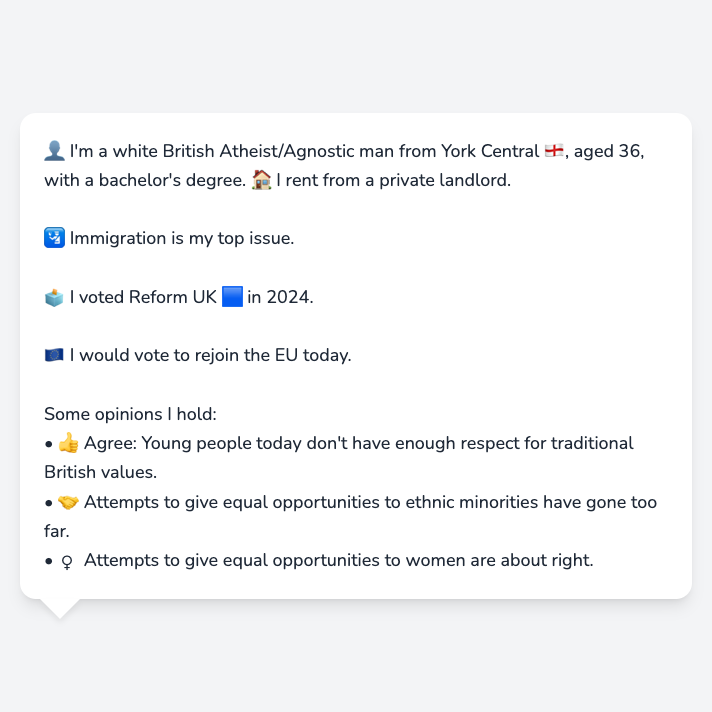 👤 I'm a white British Atheist/Agnostic man from York Central 🏴󠁧󠁢󠁥󠁮󠁧󠁿, aged 36,
with a bachelor's degree. 🏠 I rent from a private landlord.
🛂 Immigration is my top issue.
🗳️ I voted Reform UK 🟦 in 2024.
🇪🇺 I would vote to rejoin the EU today.
Some opinions I hold:
• 👍 Agree: Young people today don't have enough respect for traditional
British values.
• 🤝 Attempts to give equal opportunities to ethnic minorities have gone too
far.
• ♀ Attempts to give equal opportunities to women are about right.